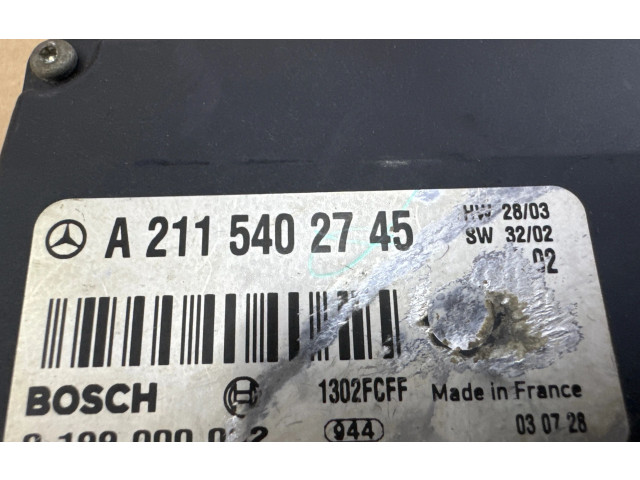 A 211 540 27 45
HW 28/03
SW 32/02
02
BOSCH 1302FCFF Made in France
944 03 07 28